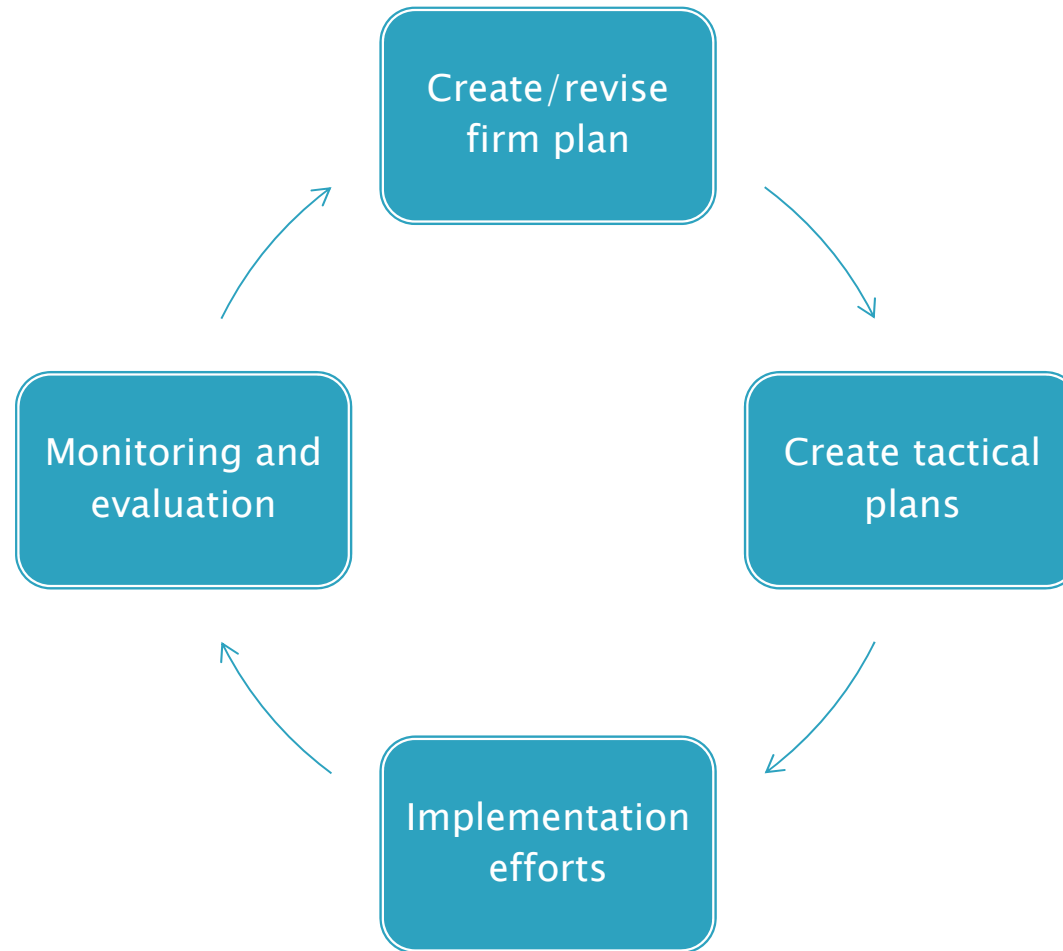 Create/revise
firm plan
Create tactical
plans
Implementation
efforts
Monitoring and
evaluation